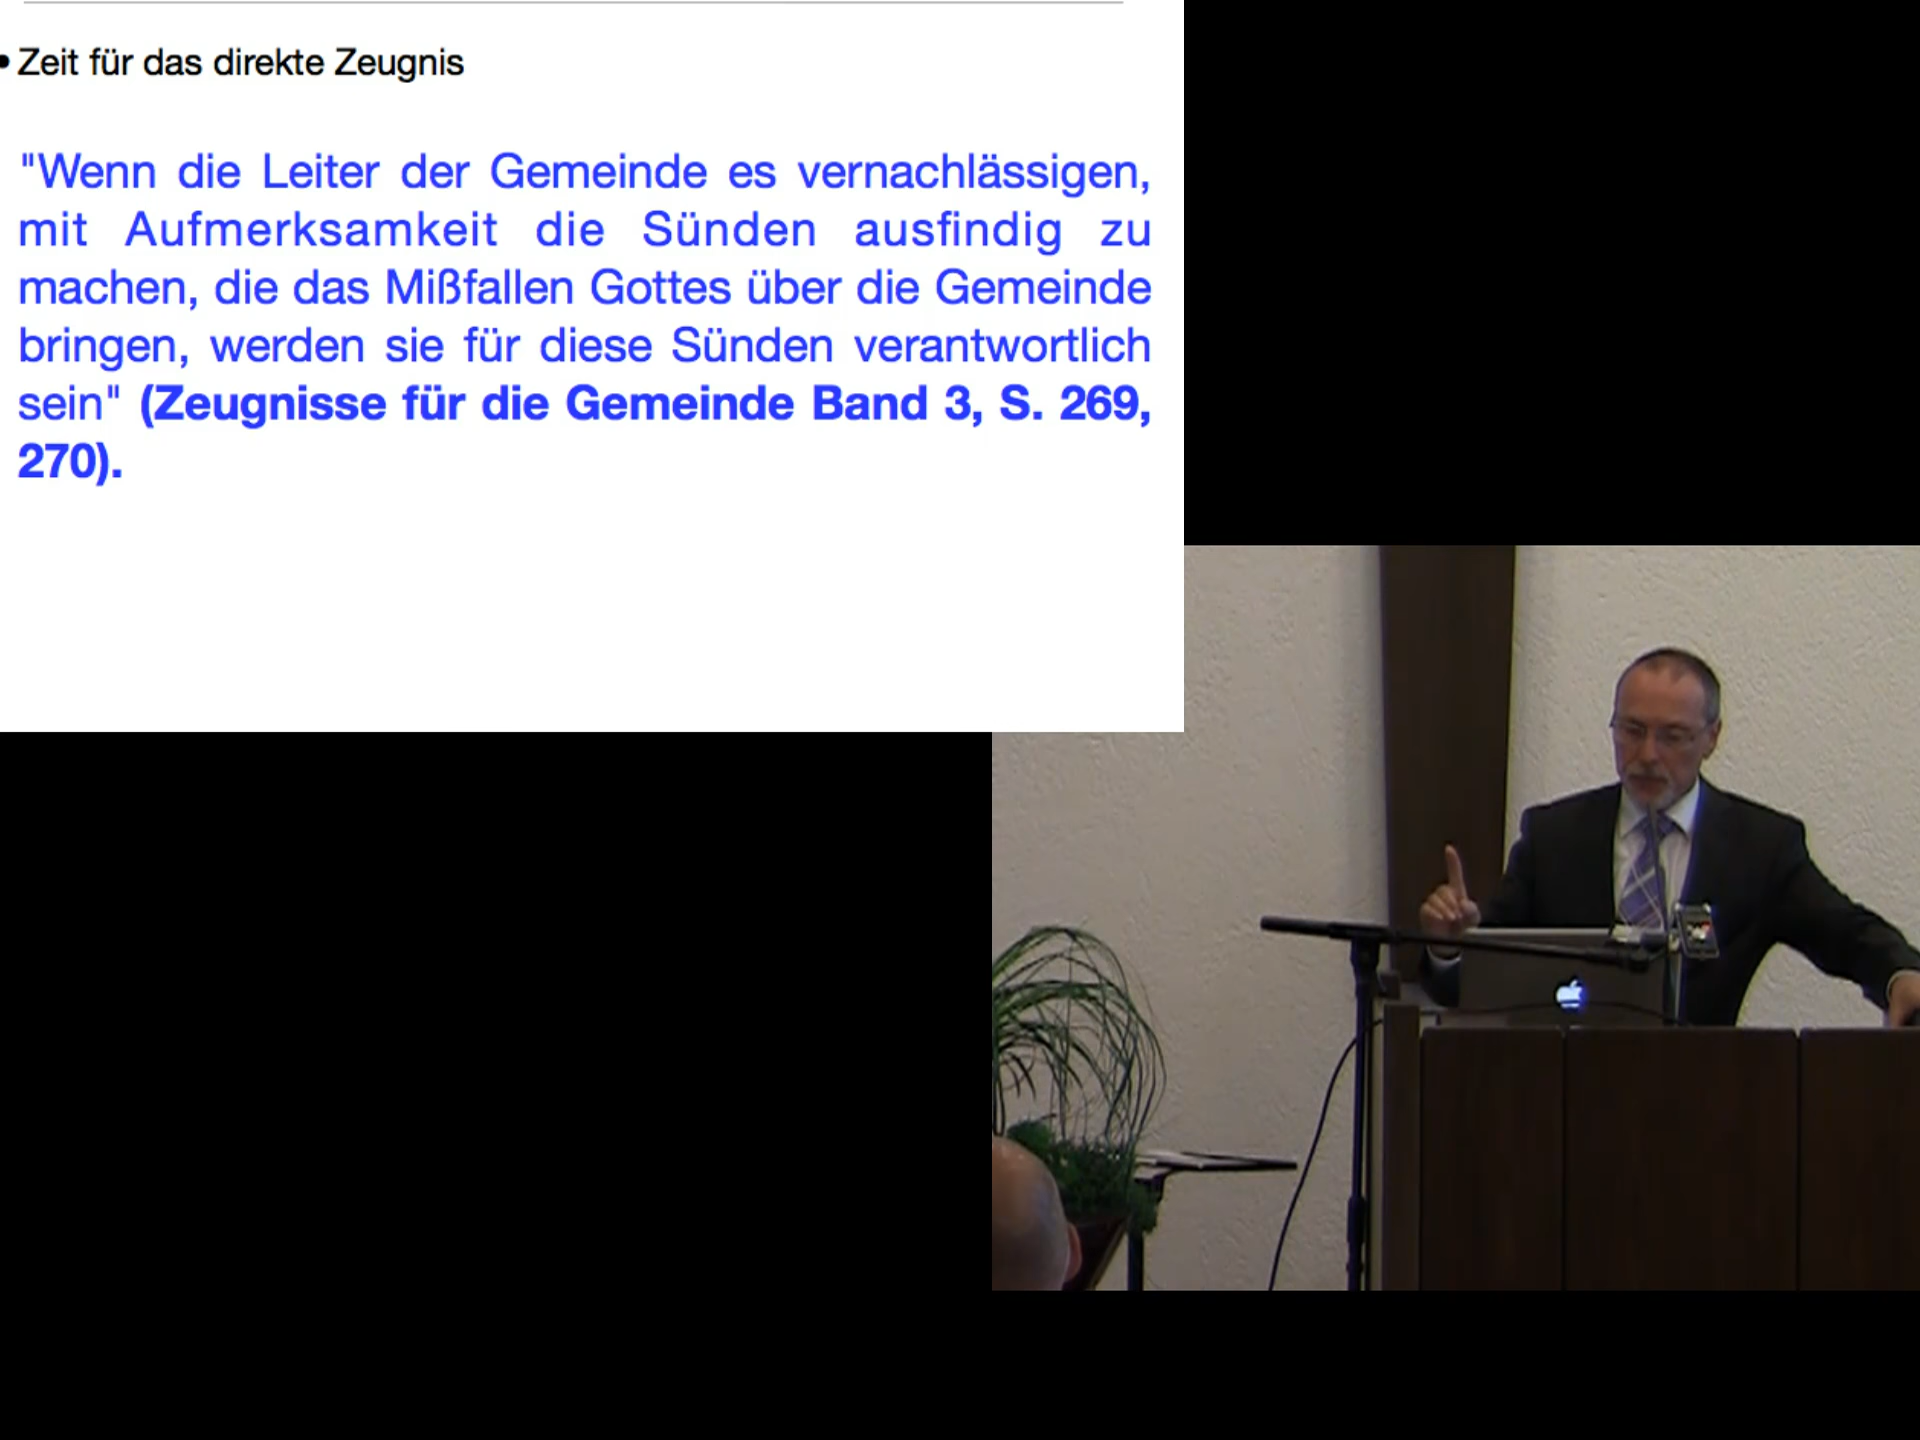 • Zeit für das direkte Zeugnis
"Wenn die Leiter der Gemeinde es vernachlässigen,
mit Aufmerksamkeit die Sünden ausfindig zu
machen, die das Mißfallen Gottes über die Gemeinde
bringen, werden sie für diese Sünden verantwortlich
sein" (Zeugnisse für die Gemeinde Band 3, S. 269,
270).